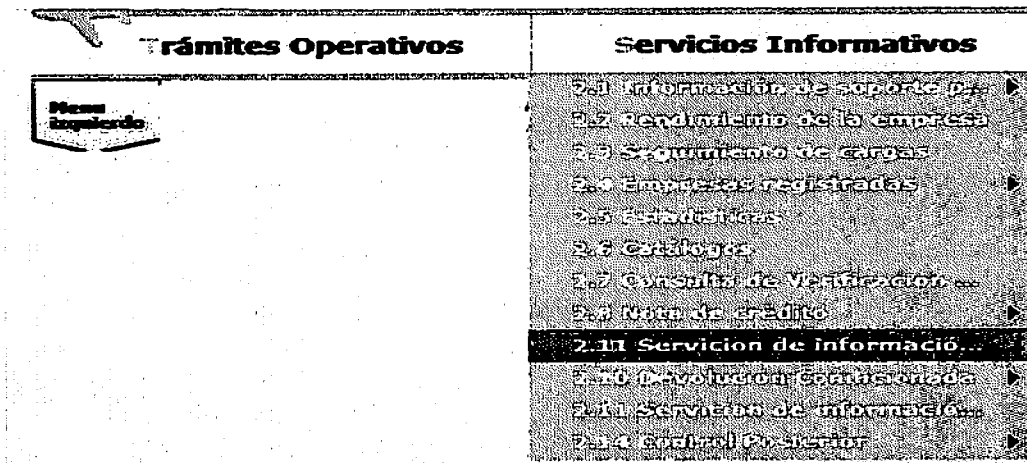 Trámites Operativos
Servicios Informativos
Menu
izquierdo
2.1 Información de soporte p...
2.2 Rendimiento de la empresa
2.3 Seguimiento de cargas
2.4 Empresas registradas
2.5 Estadisticas
2.6 Catálogos
2.7 Consulta de Verificacion ...
2.8 Nota de crédito
2.11 Servicion de informació...
2.10 Devolucion Condicionada
2.11 Servicion de informació...
2.14 Control Posterior